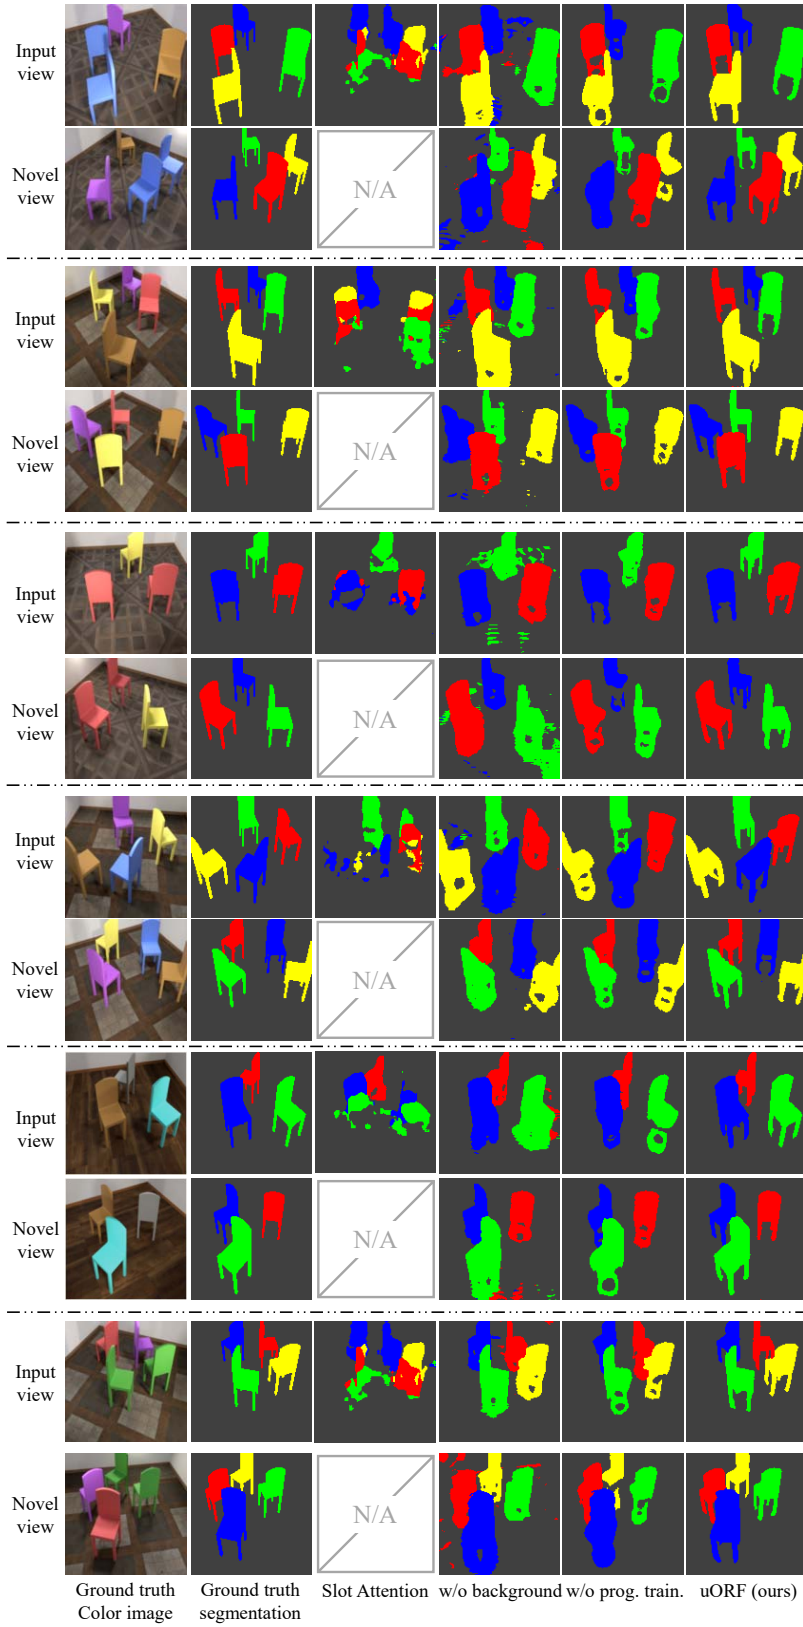 Input
view
Novel
view
N/A
Input
view
Novel
view
N/A
Input
view
Novel
view
N/A
Input
view
Novel
view
N/A
Input
view
Novel
view
N/A
Input
view
Novel
view
N/A
Ground truth
Color image
Ground truth
segmentation
Slot Attention
w/o background
w/o prog. train.
uORF (ours)